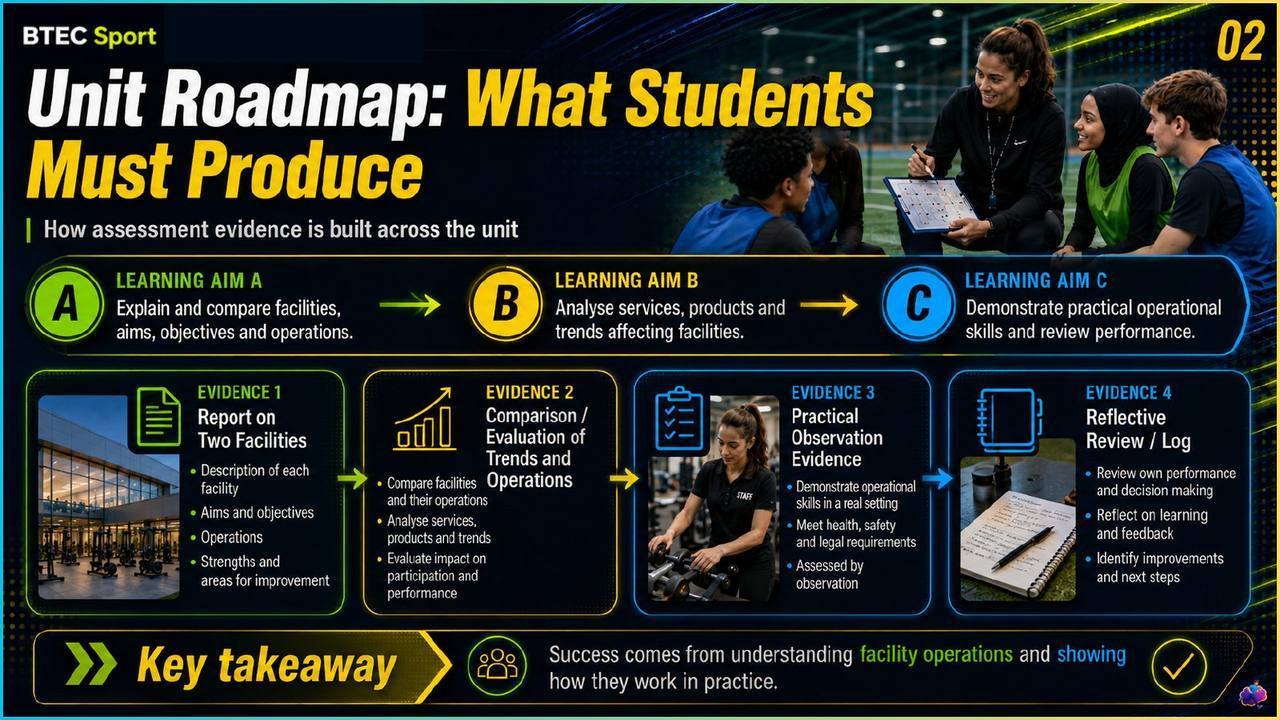 BTEC Sport
02
Unit Roadmap: What Students
Must Produce
How assessment evidence is built across the unit
A
LEARNING AIM A
Explain and compare facilities,
aims, objectives and operations.
B
LEARNING AIM B
Analyse services, products and
trends affecting facilities.
C
LEARNING AIM C
Demonstrate practical operational
skills and review performance.
EVIDENCE 1
Report on
Two Facilities
• Description of each
facility
• Aims and objectives
• Operations
• Strengths and
areas for improvement
EVIDENCE 2
Comparison /
Evaluation of
Trends and
Operations
• Compare facilities
and their operations
• Analyse services,
products and trends
• Evaluate impact on
participation and
performance
STAFF
EVIDENCE 3
Practical
Observation
Evidence
• Demonstrate operational
skills in a real setting
• Meet health, safety
and legal requirements
• Assessed by
observation
EVIDENCE 4
Reflective
Review / Log
• Review own performance
and decision making
• Reflect on learning
and feedback
• Identify improvements
and next steps
Key takeaway
Success comes from understanding facility operations and showing
how they work in practice.